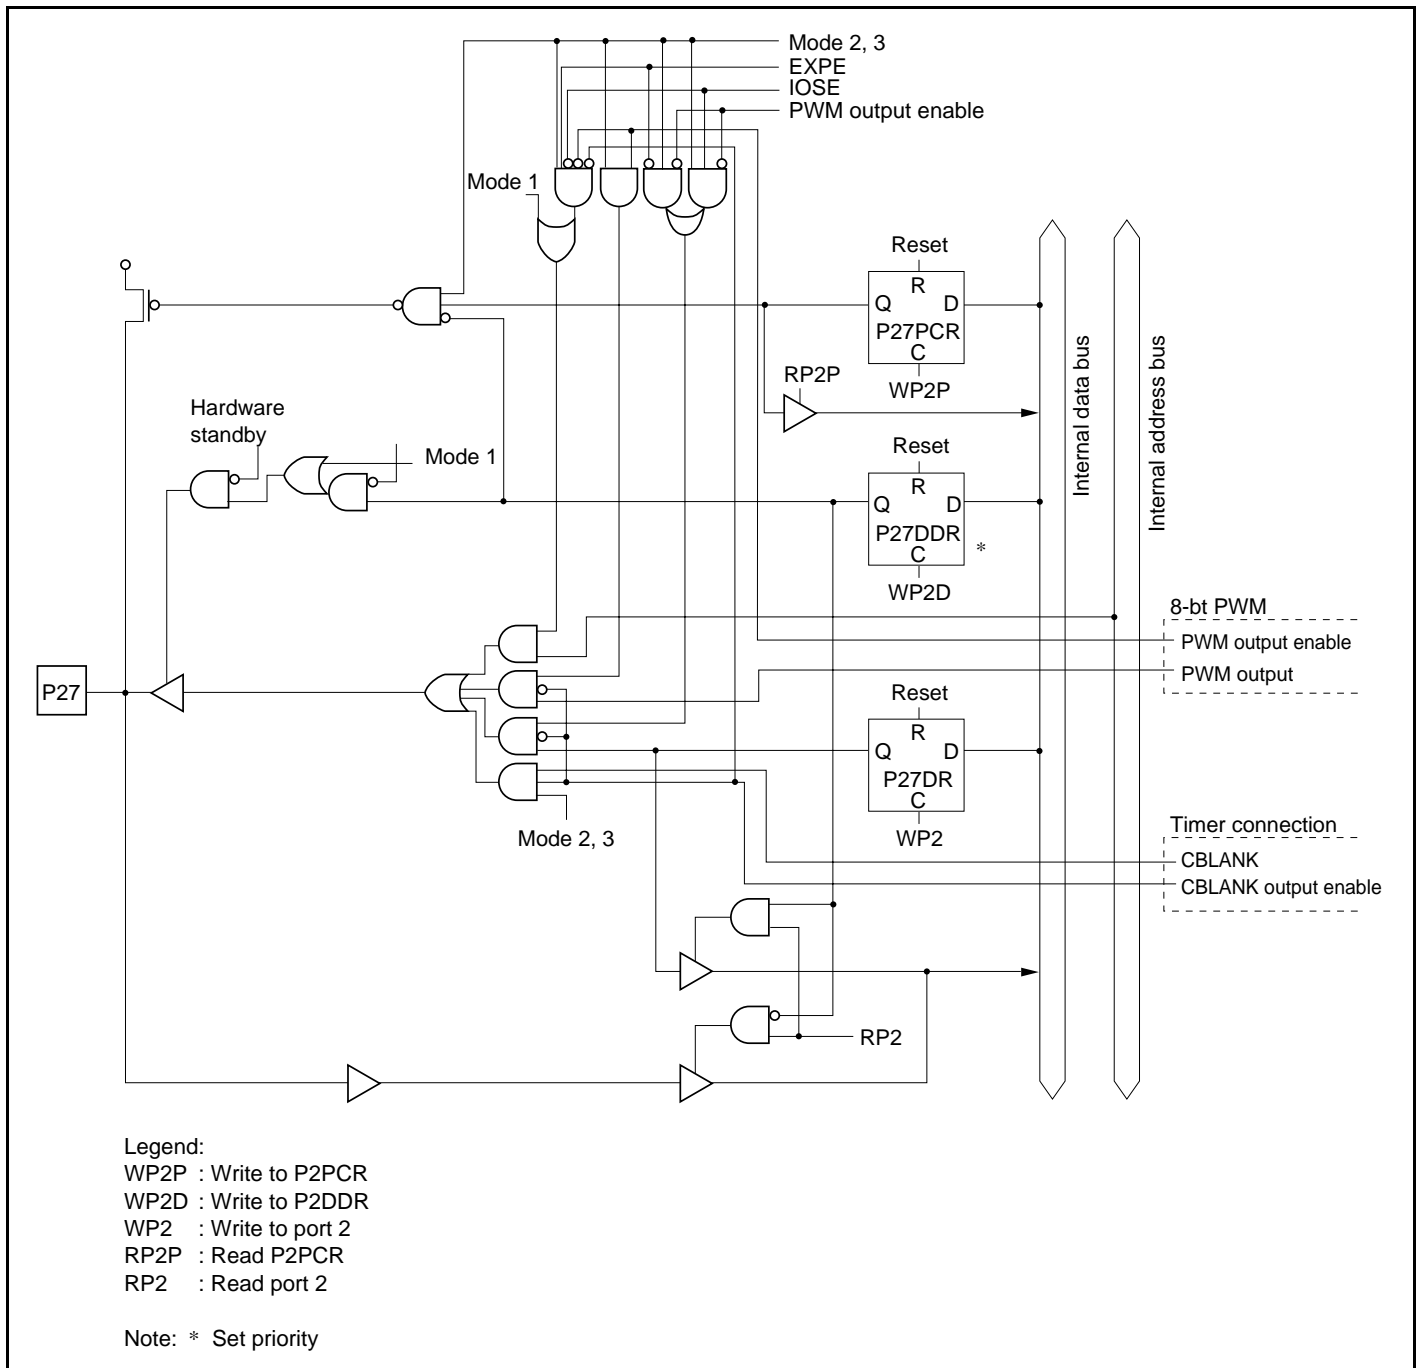 Mode 2, 3
EXPE
IOSE
PWM output enable
Mode 1
Reset
R
Q D
P27PCR
C
WP2P
RP2P
Internal data bus
Internal address bus
Hardware
standby
Mode 1
Reset
R
Q D
P27DDR
C *
WP2D
8-bt PWM
PWM output enable
PWM output
P27
Reset
R
Q D
P27DR
C
WP2
Mode 2, 3
Timer connection
CBLANK
CBLANK output enable
RP2
Legend:
WP2P : Write to P2PCR
WP2D : Write to P2DDR
WP2 : Write to port 2
RP2P : Read P2PCR
RP2 : Read port 2
Note: * Set priority